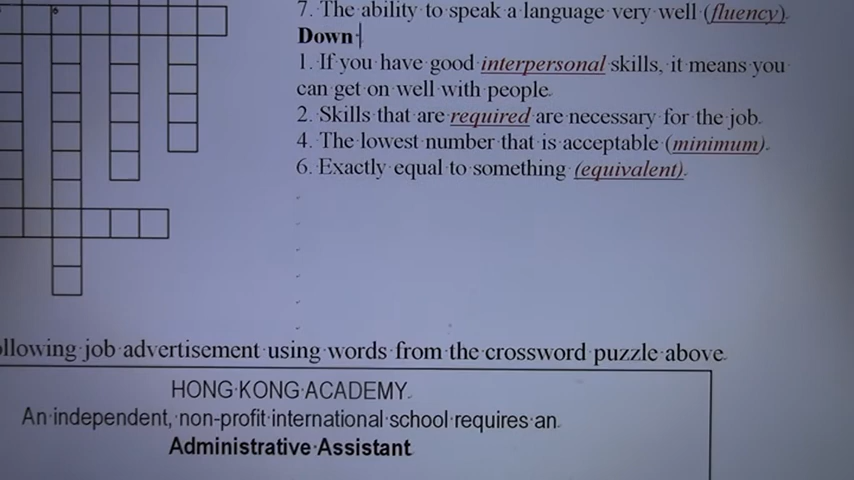 7. The ability to speak a language very well (fluency).
Down
1. If you have good interpersonal skills, it means you
can get on well with people.
2. Skills that are required are necessary for the job.
4. The lowest number that is acceptable (minimum).
6. Exactly equal to something (equivalent).
6
ollowing job advertisement using words from the crossword puzzle above.
HONG KONG ACADEMY
An independent, non-profit international school requires an
Administrative Assistant